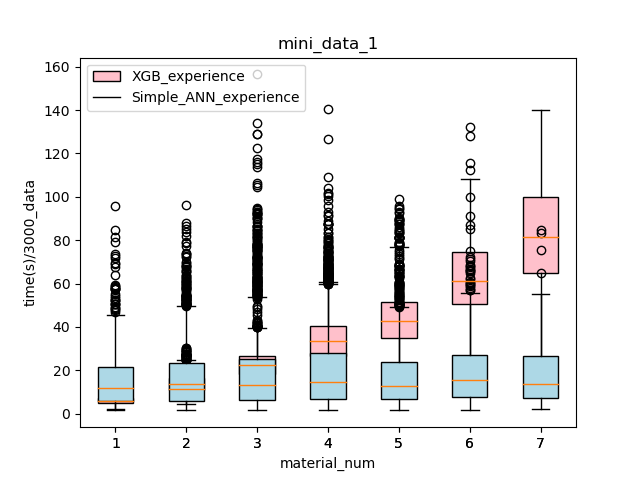 mini_data_1
XGB_experience
Simple_ANN_experience
time(s)/3000_data
160
140
120
100
80
60
40
20
0
1 2 3 4 5 6 7
material_num